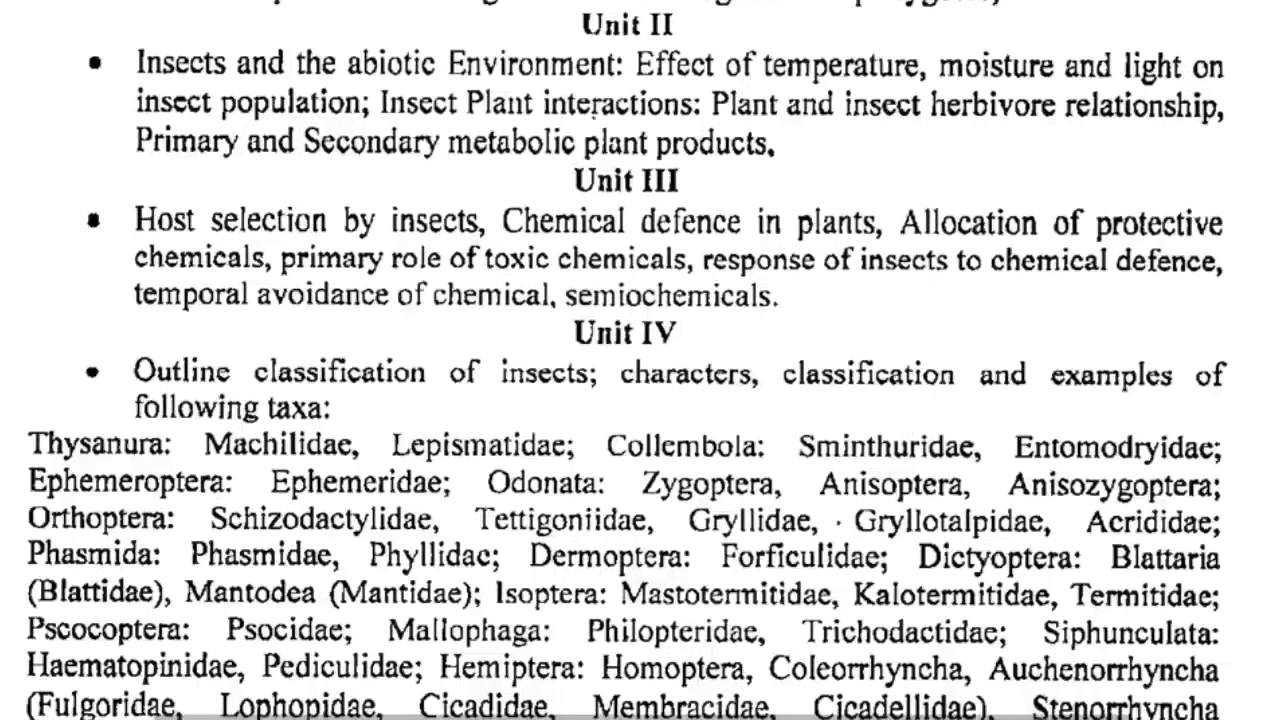 Unit II
• Insects and the abiotic Environment: Effect of temperature, moisture and light on
insect population; Insect Plant interactions: Plant and insect herbivore relationship,
Primary and Secondary metabolic plant products.
Unit III
• Host selection by insects, Chemical defence in plants, Allocation of protective
chemicals, primary role of toxic chemicals, response of insects to chemical defence,
temporal avoidance of chemical, semiochemicals.
Unit IV
• Outline classification of insects; characters, classification and examples of
following taxa:
Thysanura: Machilidae, Lepismatidae; Collembola: Sminthuridae, Entomodryidae;
Ephemeroptera: Ephemeridae; Odonata: Zygoptera, Anisoptera, Anisozygoptera;
Orthoptera: Schizodactylidae, Tettigoniidae, Gryllidae, Gryllotalpidae, Acrididae;
Phasmida: Phasmidae, Phyllidae; Dermoptera: Forficulidae; Dictyoptera: Blattaria
(Blattidae), Mantodea (Mantidae); Isoptera: Mastotermitidae, Kalotermitidae, Termitidae;
Pscocoptera: Psocidae; Mallophaga: Philopteridae, Trichodactidae; Siphunculata:
Haematopinidae, Pediculidae; Hemiptera: Homoptera, Coleorrhyncha, Auchenorrhyncha
(Fulgoridae, Lophopidae, Cicadidae, Membracidae, Cicadellidae), Stenorrhyncha